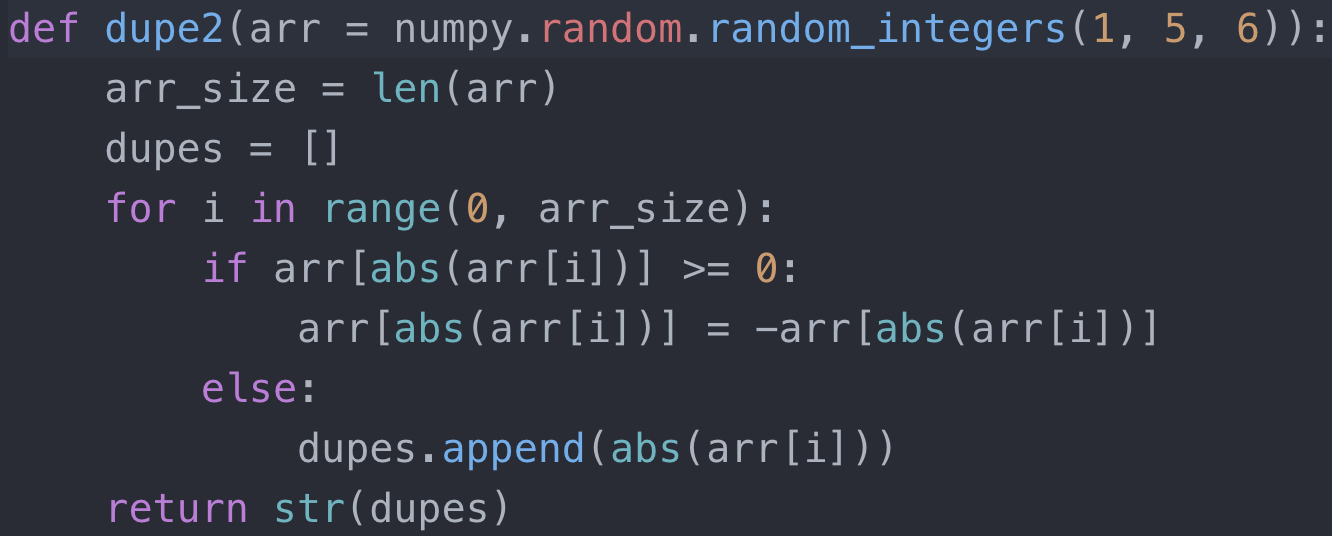 def dupe2(arr = numpy.random.random_integers(1, 5, 6)):
    arr_size = len(arr)
    dupes = []
    for i in range(0, arr_size):
        if arr[abs(arr[i])] >= 0:
            arr[abs(arr[i])] = -arr[abs(arr[i])]
        else:
            dupes.append(abs(arr[i]))
    return str(dupes)